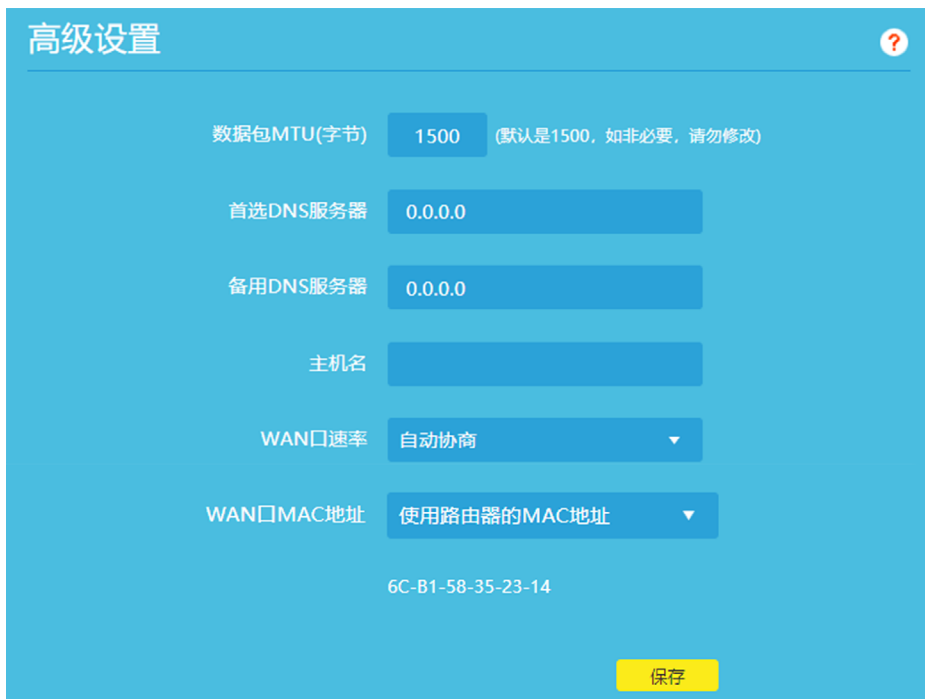 高级设置
?
数据包MTU(字节) 1500 (默认是1500，如非必要，请勿修改)
首选DNS服务器 0.0.0.0
备用DNS服务器 0.0.0.0
主机名
WAN口速率 自动协商
WAN口MAC地址 使用路由器的MAC地址
6C-B1-58-35-23-14
保存